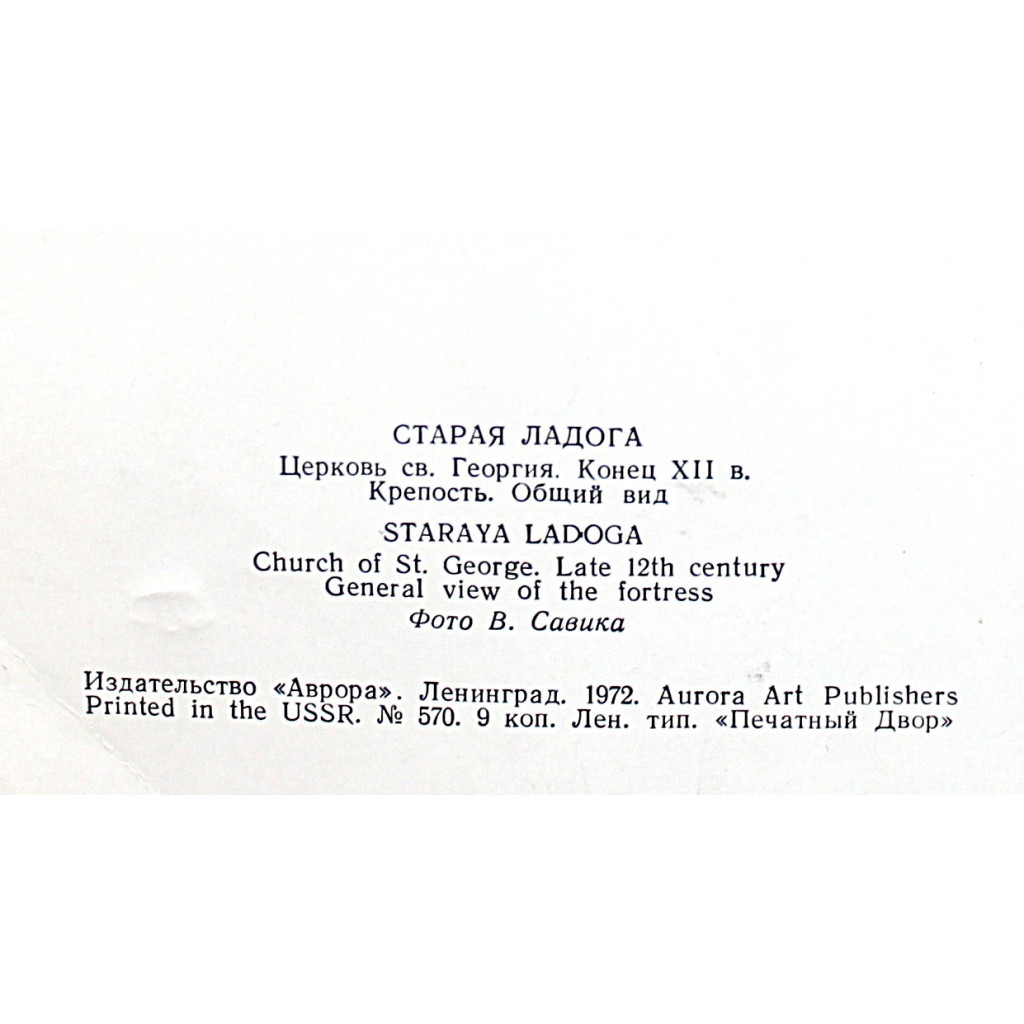 СТАРАЯ ЛАДОГА
Церковь св. Георгия. Конец XII в.
Крепость. Общий вид
STARAYA LADOGA
Church of St. George. Late 12th century
General view of the fortress
Фото В. Савика
Издательство «Аврора». Ленинград. 1972. Aurora Art Publishers
Printed in the USSR. № 570. 9 коп. Лен. тип. «Печатный Двор»